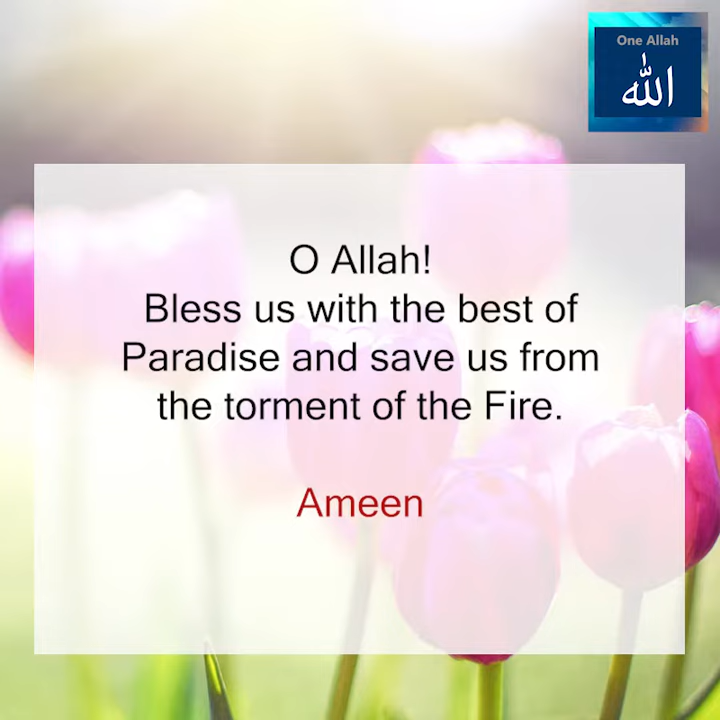 One Allah
الله
O Allah!
Bless us with the best of
Paradise and save us from
the torment of the Fire.
Ameen